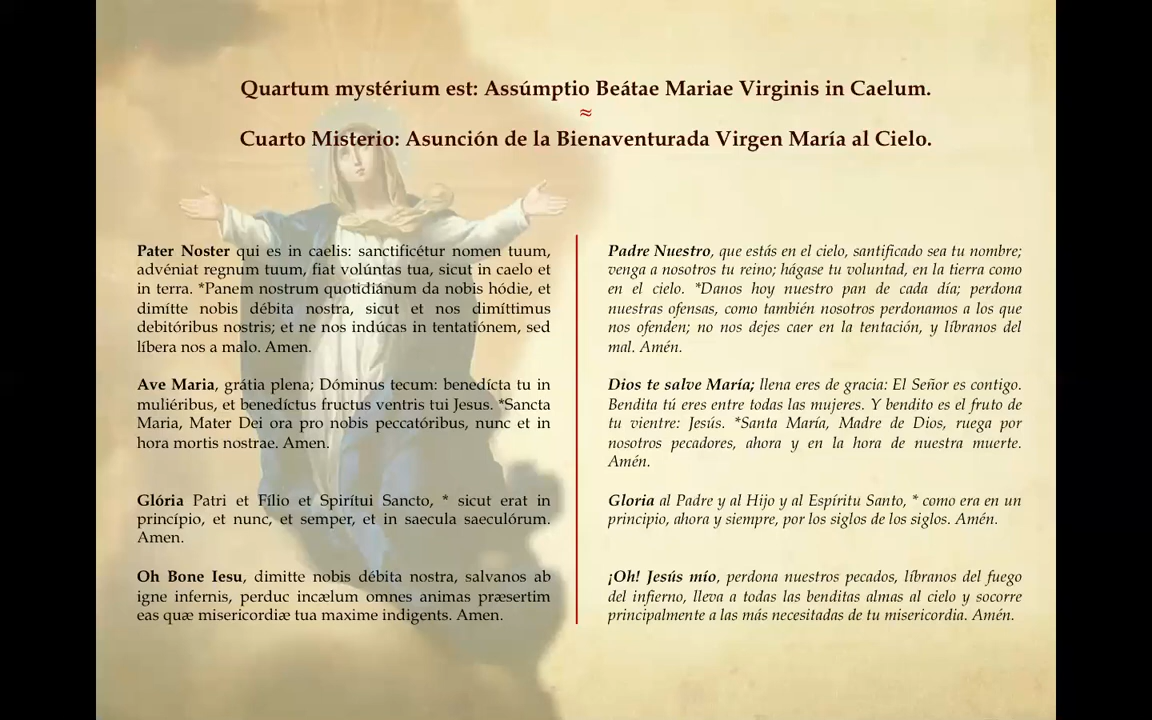 Quartum mystérium est: Assúmptio Beátae Mariae Virginis in Caelum.
≈
Cuarto Misterio: Asunción de la Bienaventurada Virgen María al Cielo.
Pater Noster qui es in caelis: sanctificétur nomen tuum,
advéniat regnum tuum, fiat volúntas tua, sicut in caelo et
in terra. *Panem nostrum quotidiánum da nobis hódie, et
dimítte nobis débita nostra, sicut et nos dimíttimus
debitóribus nostris; et ne nos indúcas in tentatiónem, sed
líbera nos a malo. Amen.
Ave Maria, grátia plena; Dóminus tecum: benedícta tu in
muliéribus, et benedíctus fructus ventris tui Jesus. *Sancta
Maria, Mater Dei ora pro nobis peccatóribus, nunc et in
hora mortis nostrae. Amen.
Glória Patri et Fílio et Spirítui Sancto, * sicut erat in
princípio, et nunc, et semper, et in saecula saeculórum.
Amen.
Oh Bone Iesu, dimitte nobis débita nostra, salvanos ab
igne infernis, perduc incælum omnes animas præsertim
eas quæ misericordiæ tua maxime indigents. Amen.
Padre Nuestro, que estás en el cielo, santificado sea tu nombre;
venga a nosotros tu reino; hágase tu voluntad, en la tierra como
en el cielo. *Danos hoy nuestro pan de cada día; perdona
nuestras ofensas, como también nosotros perdonamos a los que
nos ofenden; no nos dejes caer en la tentación, y líbranos del
mal. Amén.
Dios te salve María; llena eres de gracia: El Señor es contigo.
Bendita tú eres entre todas las mujeres. Y bendito es el fruto de
tu vientre: Jesús. *Santa María, Madre de Dios, ruega por
nosotros pecadores, ahora y en la hora de nuestra muerte.
Amén.
Gloria al Padre y al Hijo y al Espíritu Santo, * como era en un
principio, ahora y siempre, por los siglos de los siglos. Amén.
¡Oh! Jesús mío, perdona nuestros pecados, líbranos del fuego
del infierno, lleva a todas las benditas almas al cielo y socorre
principalmente a las más necesitadas de tu misericordia. Amén.